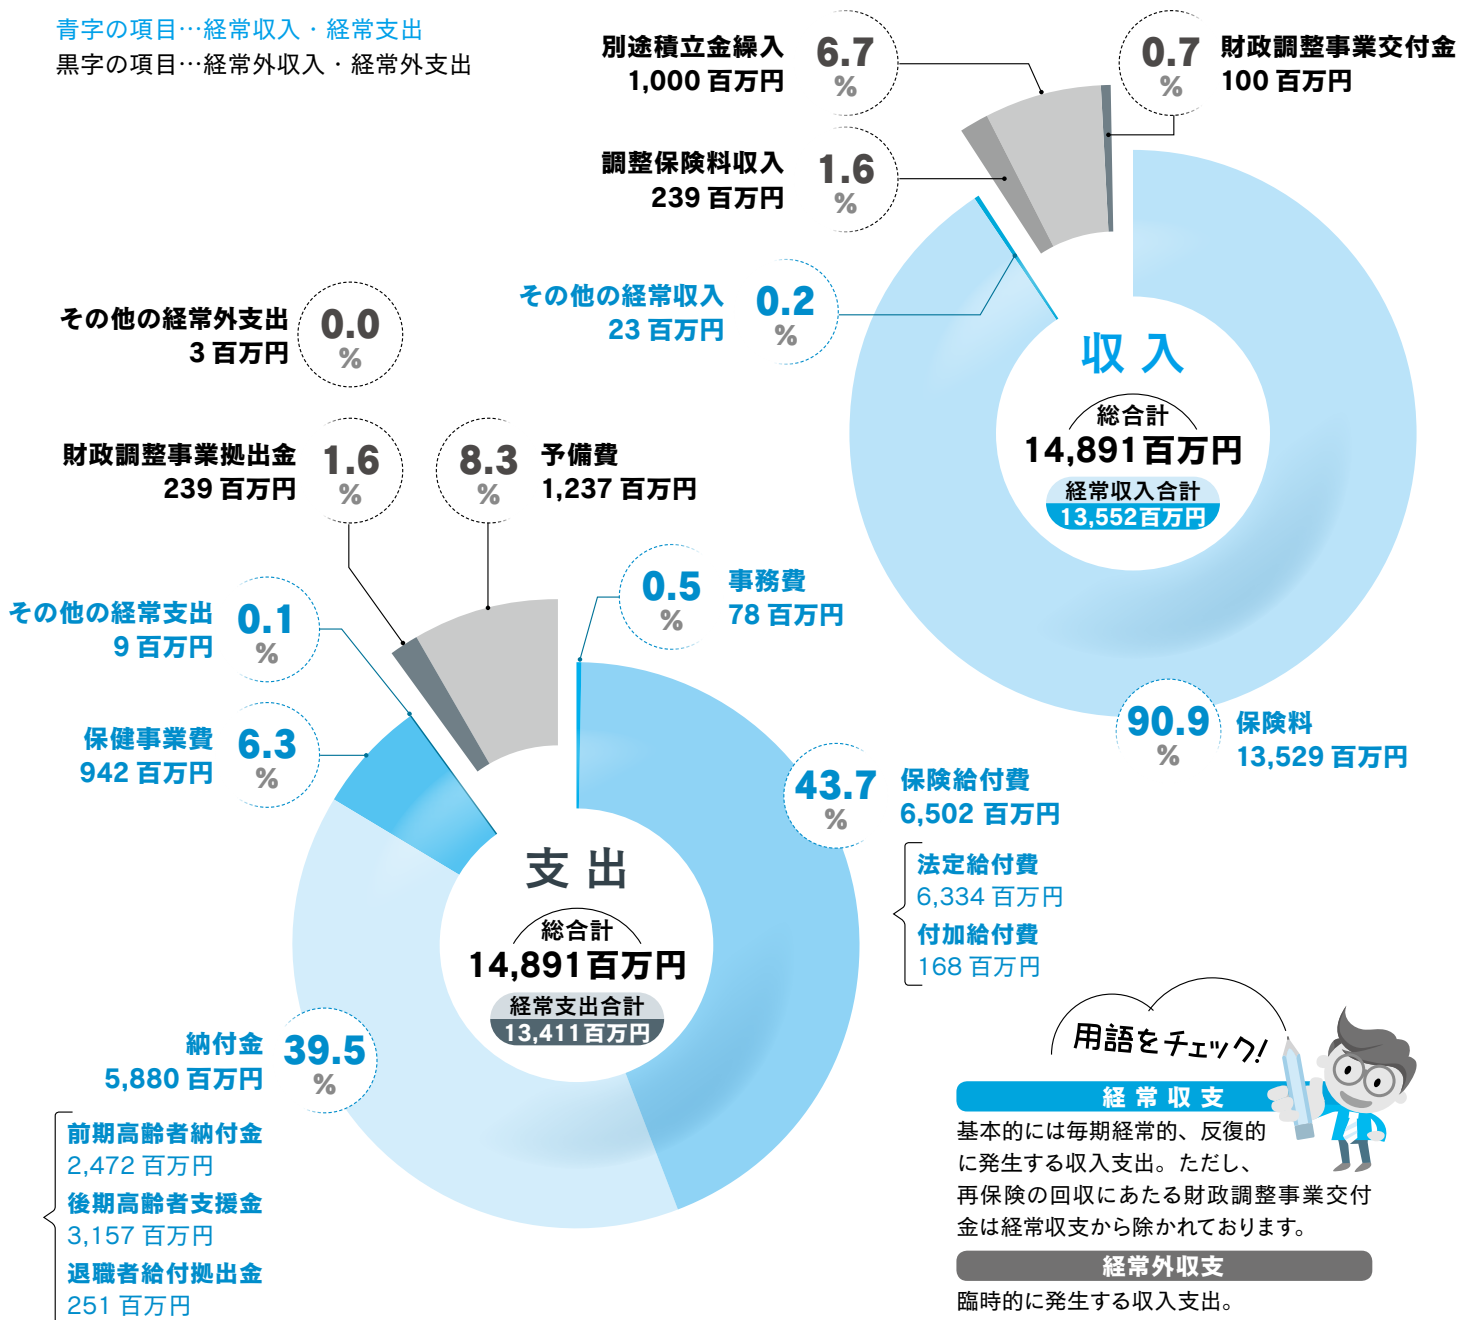 青字の項目…経常収入・経常支出
黒字の項目…経常外収入・経常外支出
別途積立金繰入
1,000 百万円
6.7
%
0.7
%
財政調整事業交付金
100 百万円
調整保険料収入
239 百万円
1.6
%
その他の経常収入
23 百万円
0.2
%
収入
総合計
14,891百万円
経常収入合計
13,552百万円
90.9
%
保険料
13,529 百万円
その他の経常外支出
3 百万円
0.0
%
財政調整事業拠出金
239 百万円
1.6
%
8.3
%
予備費
1,237 百万円
その他の経常支出
9 百万円
0.1
%
0.5
%
事務費
78 百万円
保健事業費
942 百万円
6.3
%
43.7
%
保険給付費
6,502 百万円
法定給付費
6,334 百万円
付加給付費
168 百万円
支出
総合計
14,891百万円
経常支出合計
13,411百万円
納付金
5,880 百万円
39.5
%
前期高齢者納付金
2,472 百万円
後期高齢者支援金
3,157 百万円
退職者給付拠出金
251 百万円
用語をチェック!
経常収支
基本的には毎期経常的、反復的
に発生する収入支出。ただし、
再保険の回収にあたる財政調整事業交付
金は経常収支から除かれております。
経常外収支
臨時的に発生する収入支出。